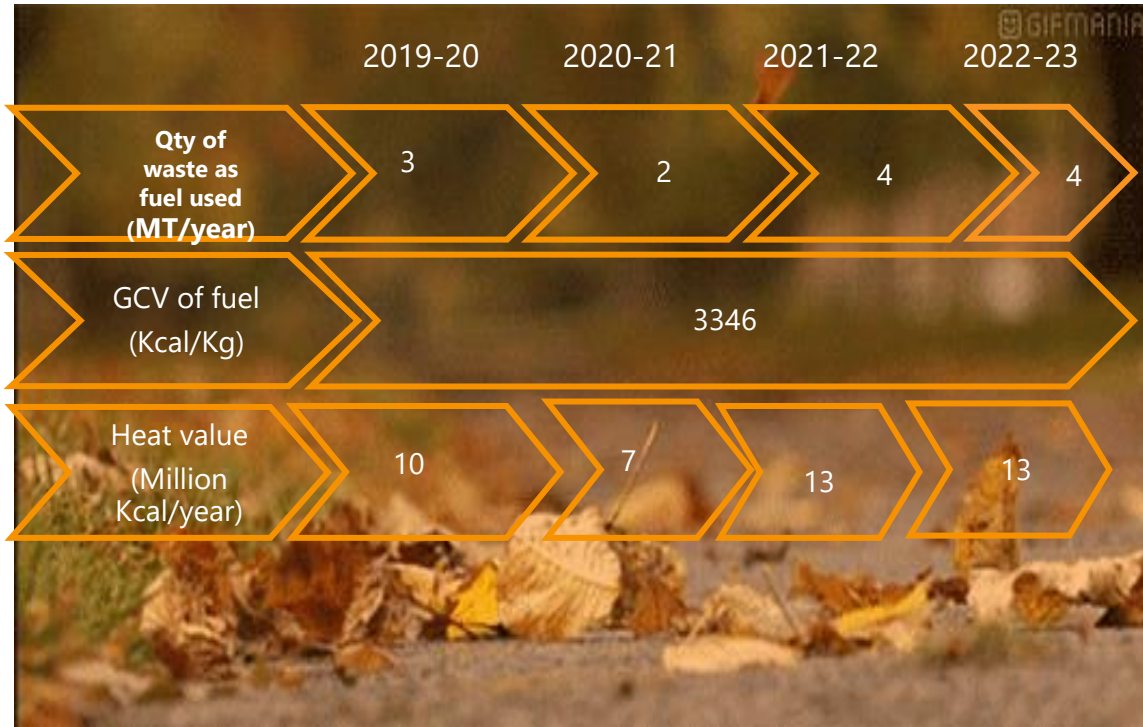 GIFMANIA
2019-20 2020-21 2021-22 2022-23
Qty of
waste as
fuel used
(MT/year)
3 2 4 4
GCV of fuel
(Kcal/Kg)
3346
Heat value
(Million
Kcal/year)
10 7 13 13